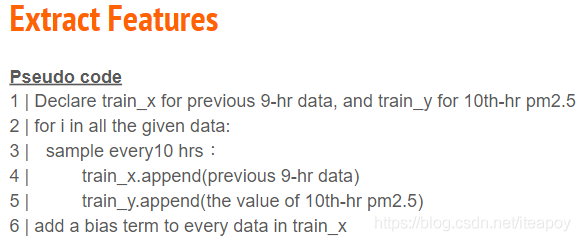 Extract Features
Pseudo code
1 | Declare train_x for previous 9-hr data, and train_y for 10th-hr pm2.5
2 | for i in all the given data:
3 | sample every10 hrs：
4 | train_x.append(previous 9-hr data)
5 | train_y.append(the value of 10th-hr pm2.5)
6 | add a bias term to every data in train_x
https://blog.csdn.net/iteapoy